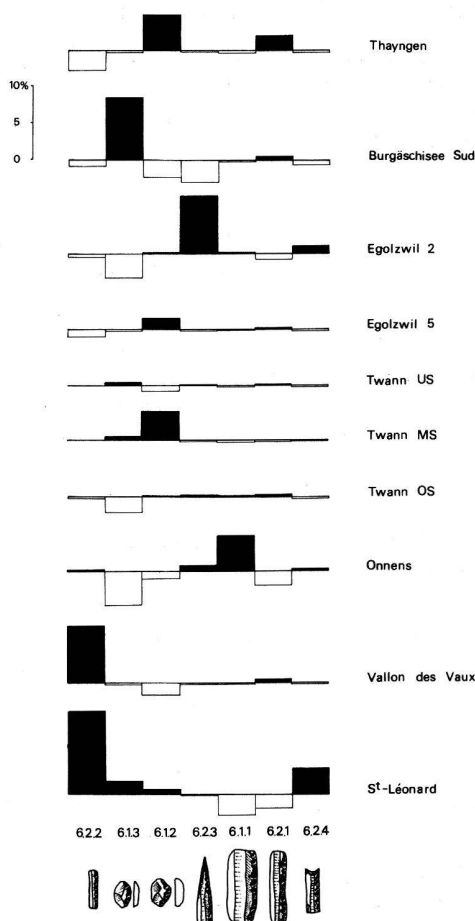 Thayngen
10%
5
0
Burgäschisee Sud
Egolzwil 2
Egolzwil 5
Twann US
Twann MS
Twann OS
Onnens
Vallon des Vaux
St-Léonard
6.2.2 6.1.3 6.1.2 6.2.3 6.1.1 6.2.1 6.2.4